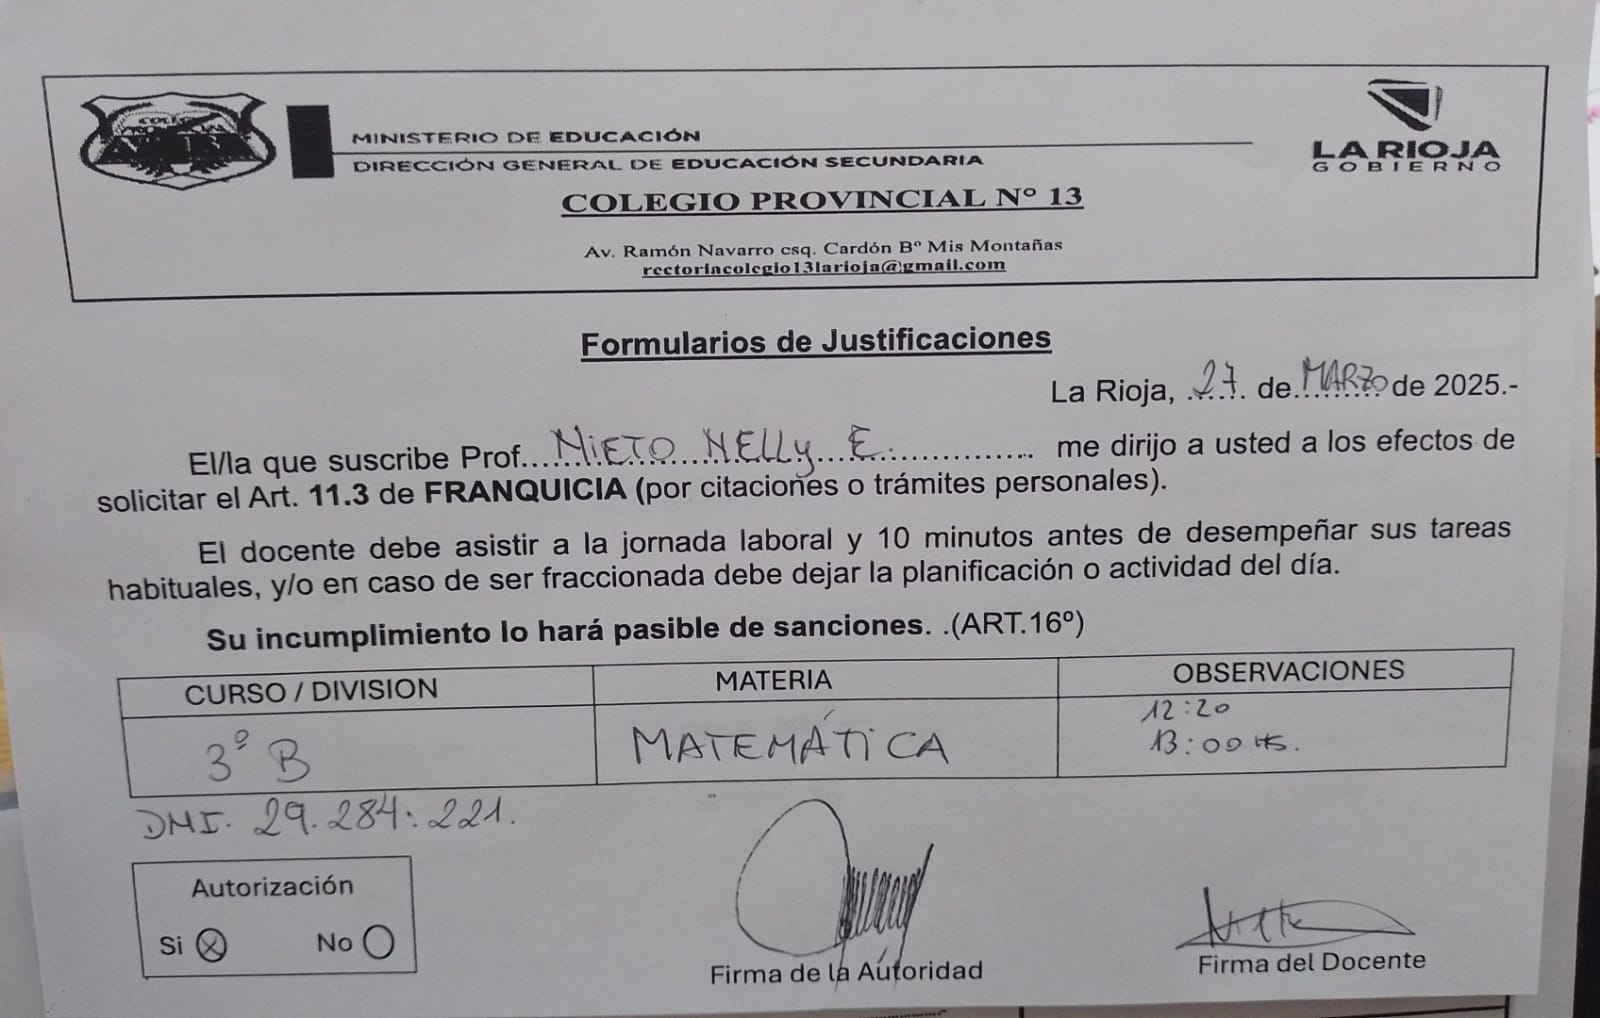 MINISTERIO DE EDUCACIÓN
DIRECCIÓN GENERAL DE EDUCACIÓN SECUNDARIA
COLEGIO PROVINCIAL Nº 13
Av. Ramón Navarro esq. Cardón Bº Mis Montañas
rectoriacolegio13larioja@gmail.com
LA RIOJA
GOBIERNO
Formularios de Justificaciones
La Rioja, 27 de MARZO de 2025.-
El/la que suscribe Prof. NIETO NELLY E. me dirijo a usted a los efectos de
solicitar el Art. 11.3 de FRANQUICIA (por citaciones o trámites personales).
El docente debe asistir a la jornada laboral y 10 minutos antes de desempeñar sus tareas
habituales, y/o en caso de ser fraccionada debe dejar la planificación o actividad del día.
Su incumplimiento lo hará pasible de sanciones. .(ART.16º)
CURSO / DIVISION MATERIA OBSERVACIONES
3º B MATEMÁTICA 12:20
13:00 HS.
DNI. 29.284.221.
Autorización
Si No
Firma de la Autoridad
Firma del Docente